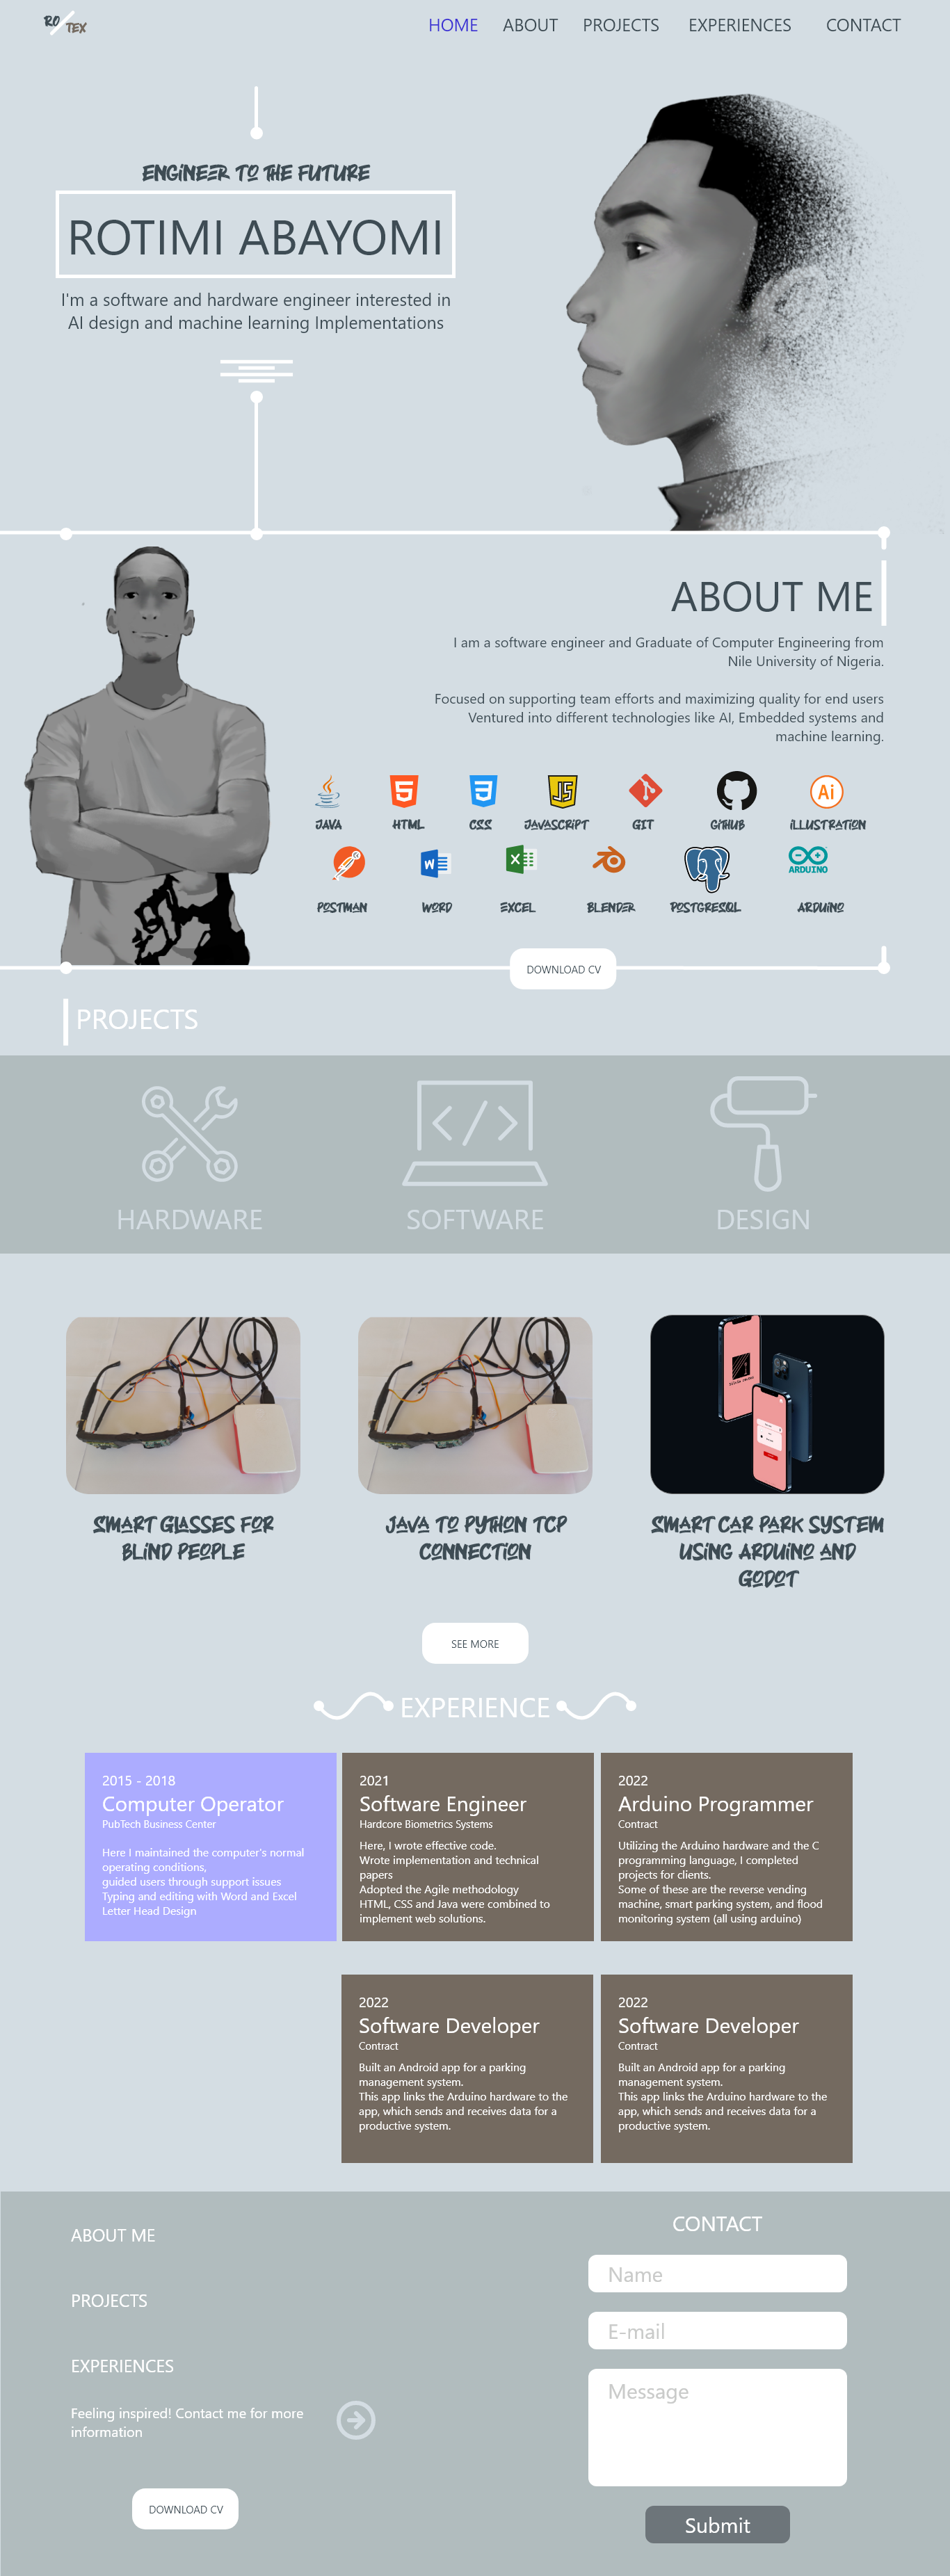 RO
TEX
HOME ABOUT PROJECTS EXPERIENCES CONTACT
ENGINEER TO THE FUTURE
ROTIMI ABAYOMI
I'm a software and hardware engineer interested in
AI design and machine learning Implementations
ABOUT ME
I am a software engineer and Graduate of Computer Engineering from
Nile University of Nigeria.
Focused on supporting team efforts and maximizing quality for end users
Ventured into different technologies like AI, Embedded systems and
machine learning.
5 3 JS Ai
JAVA HTML CSS JAVASCRIPT GIT GITHUB ILLUSTRATION
W X ARDUINO
POSTMAN WORD EXCEL BLENDER POSTGRESQL ARDUINO
DOWNLOAD CV
PROJECTS
HARDWARE SOFTWARE DESIGN
SMART GLASSES FOR
BLIND PEOPLE
JAVA TO PYTHON TCP
CONNECTION
SMART CAR PARK SYSTEM
USING ARDUINO AND
GODOT
SEE MORE
EXPERIENCE
2015 - 2018
Computer Operator
PubTech Business Center
Here I maintained the computer's normal
operating conditions,
guided users through support issues
Typing and editing with Word and Excel
Letter Head Design
2021
Software Engineer
Hardcore Biometrics Systems
Here, I wrote effective code.
Wrote implementation and technical
papers
Adopted the Agile methodology
HTML, CSS and Java were combined to
implement web solutions.
2022
Arduino Programmer
Contract
Utilizing the Arduino hardware and the C
programming language, I completed
projects for clients.
Some of these are the reverse vending
machine, smart parking system, and flood
monitoring system (all using arduino)
2022
Software Developer
Contract
Built an Android app for a parking
management system.
This app links the Arduino hardware to the
app, which sends and receives data for a
productive system.
2022
Software Developer
Contract
Built an Android app for a parking
management system.
This app links the Arduino hardware to the
app, which sends and receives data for a
productive system.
ABOUT ME
PROJECTS
EXPERIENCES
Feeling inspired! Contact me for more
information
DOWNLOAD CV
CONTACT
Name
E-mail
Message
Submit